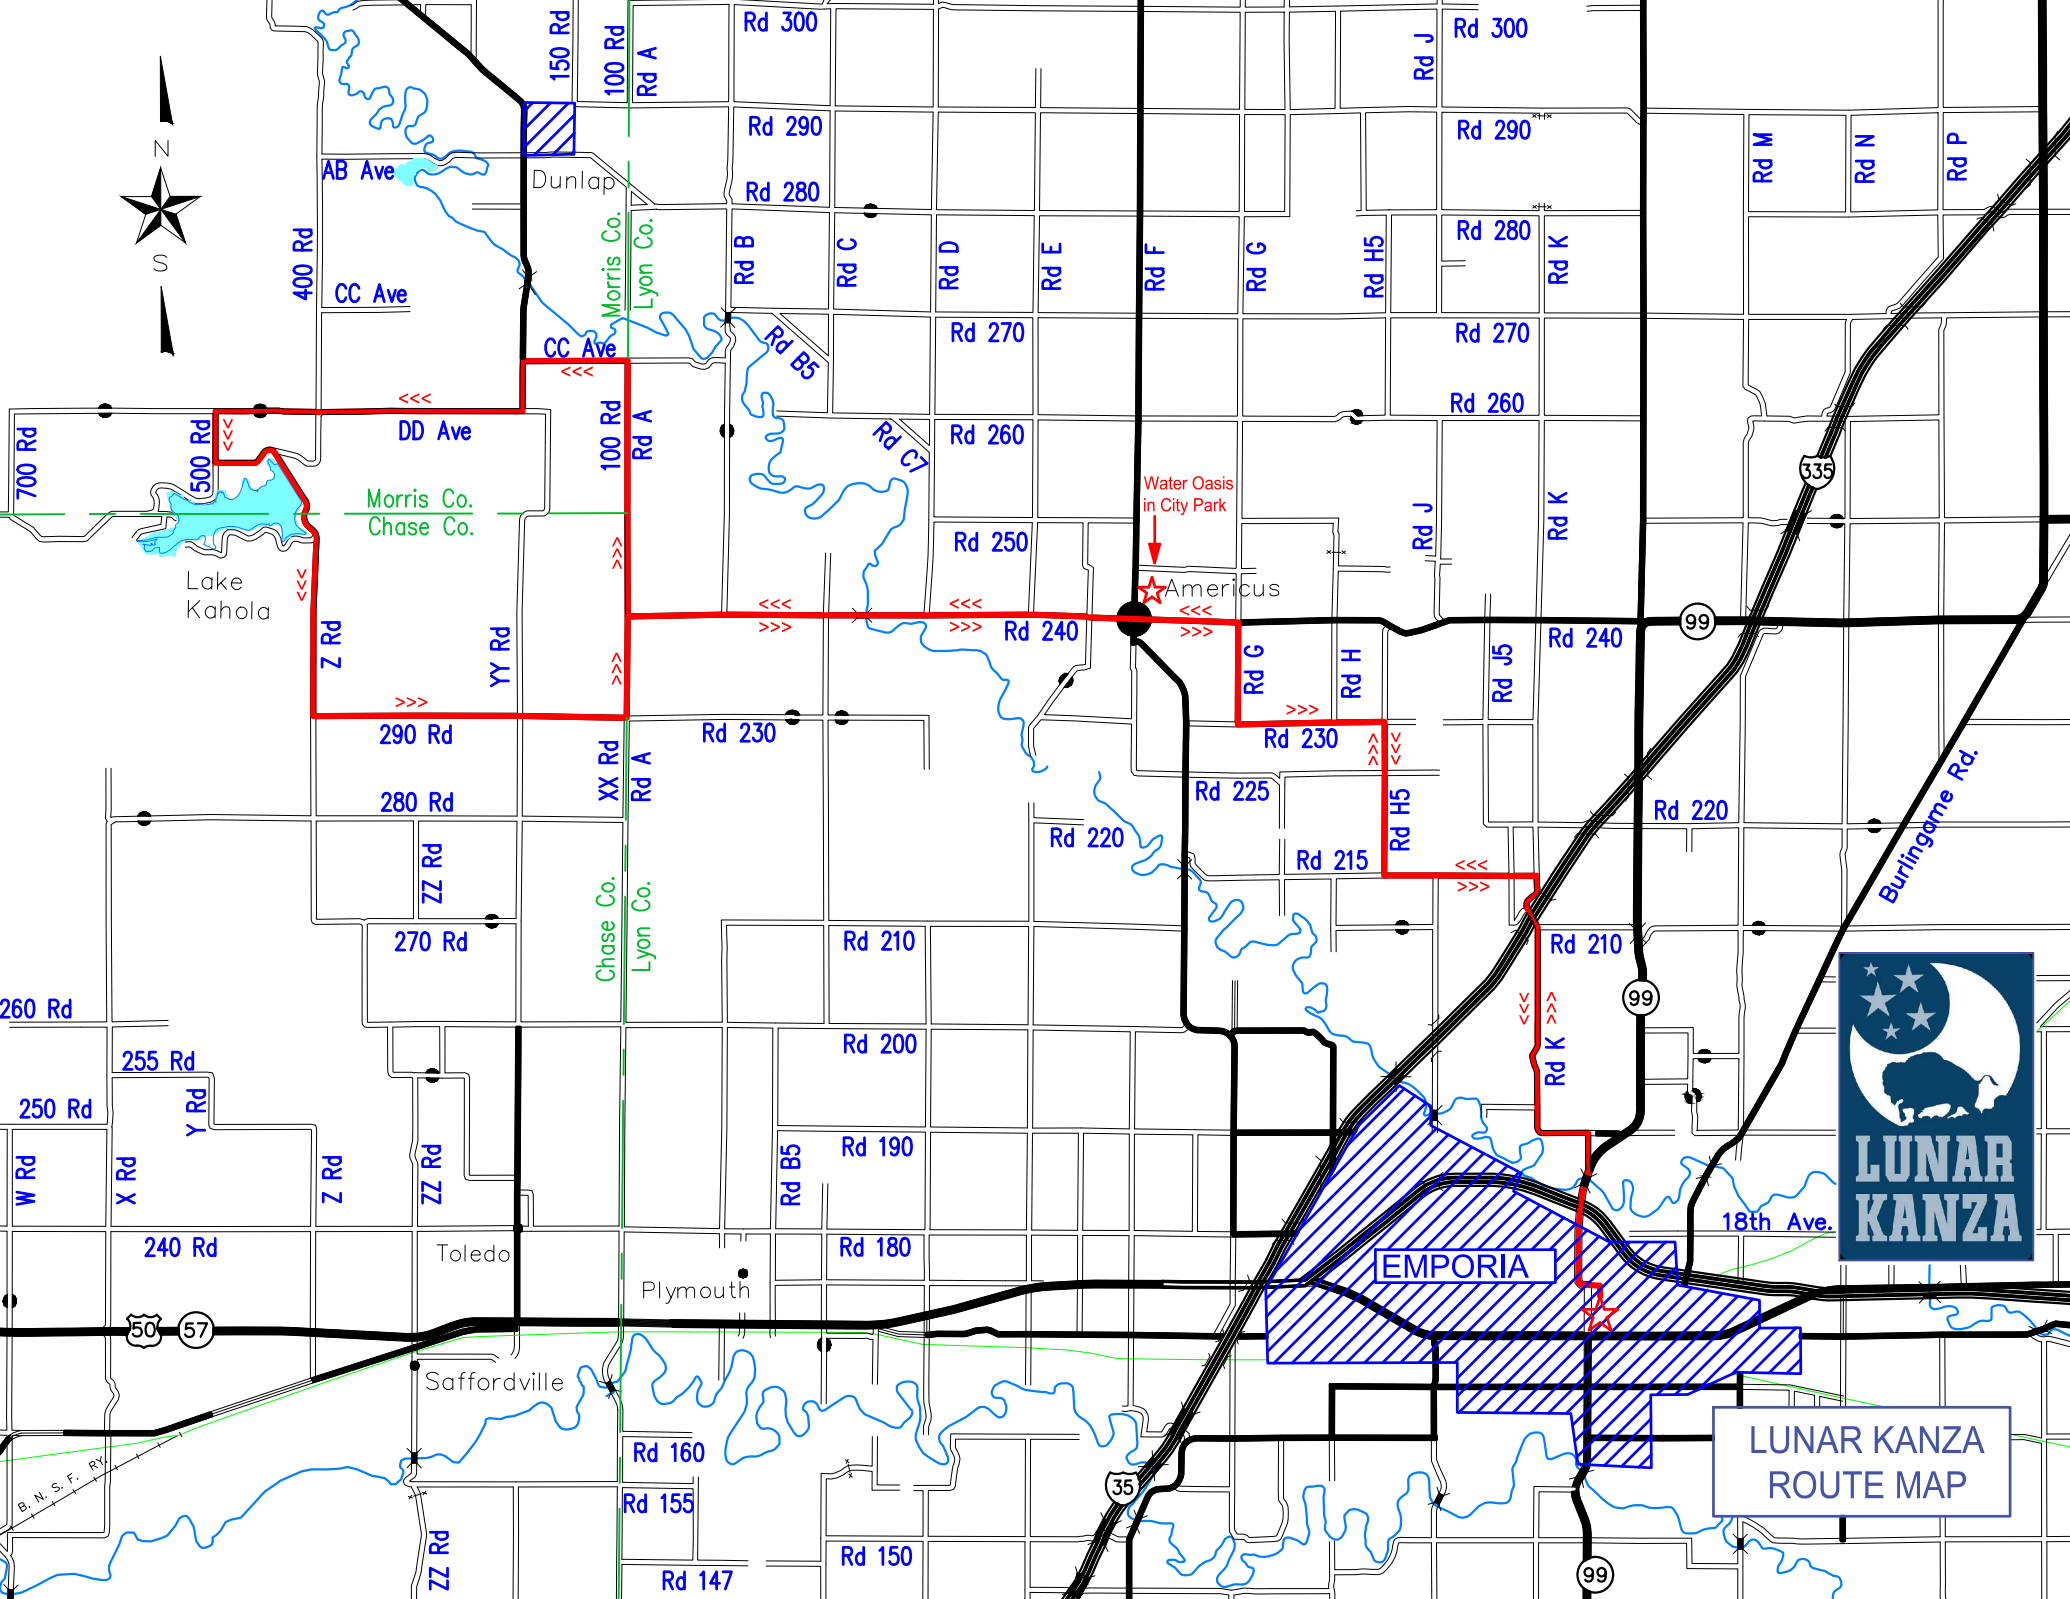 Rd 300
Rd 300
150 Rd
100 Rd
Rd A
Rd J
Rd 290
Rd 290
N
S
AB Ave
Dunlap
Rd 280
Rd 280
Rd M
Rd N
Rd P
400 Rd
Morris Co.
Lyon Co.
Rd B
Rd C
Rd D
Rd E
Rd F
Rd G
Rd H5
Rd K
CC Ave
CC Ave
<<<
Rd B5
Rd 270
Rd 270
<<<
DD Ave
700 Rd
500 Rd
<<<
100 Rd
Rd A
Rd C7
Rd 260
Rd 260
335
Morris Co.
Chase Co.
Water Oasis
in City Park
Rd 250
Rd J
Rd K
Lake
Kahola
<<<
>>>
Americus
<<<
>>>
<<<
>>>
<<<
>>>
Rd 240
Rd 240
99
Z Rd
YY Rd
>>>
Rd G
Rd H
Rd J5
>>>
290 Rd
Rd 230
>>>
Rd 230
>>>
<<<
XX Rd
Rd A
280 Rd
Rd 225
Rd H5
Rd 220
Rd 220
Burlingame Rd.
ZZ Rd
Rd 215
<<<
>>>
270 Rd
Chase Co.
Lyon Co.
Rd 210
Rd 210
260 Rd
99
<<<
>>>
255 Rd
Rd 200
Rd K
250 Rd
Y Rd
Rd 190
W Rd
X Rd
Z Rd
ZZ Rd
Rd B5
LUNAR
KANZA
18th Ave.
240 Rd
Toledo
Rd 180
EMPORIA
Plymouth
50
57
Saffordville
B. N. S. F. RY.
Rd 160
Rd 155
35
LUNAR KANZA
ROUTE MAP
ZZ Rd
Rd 147
Rd 150
99